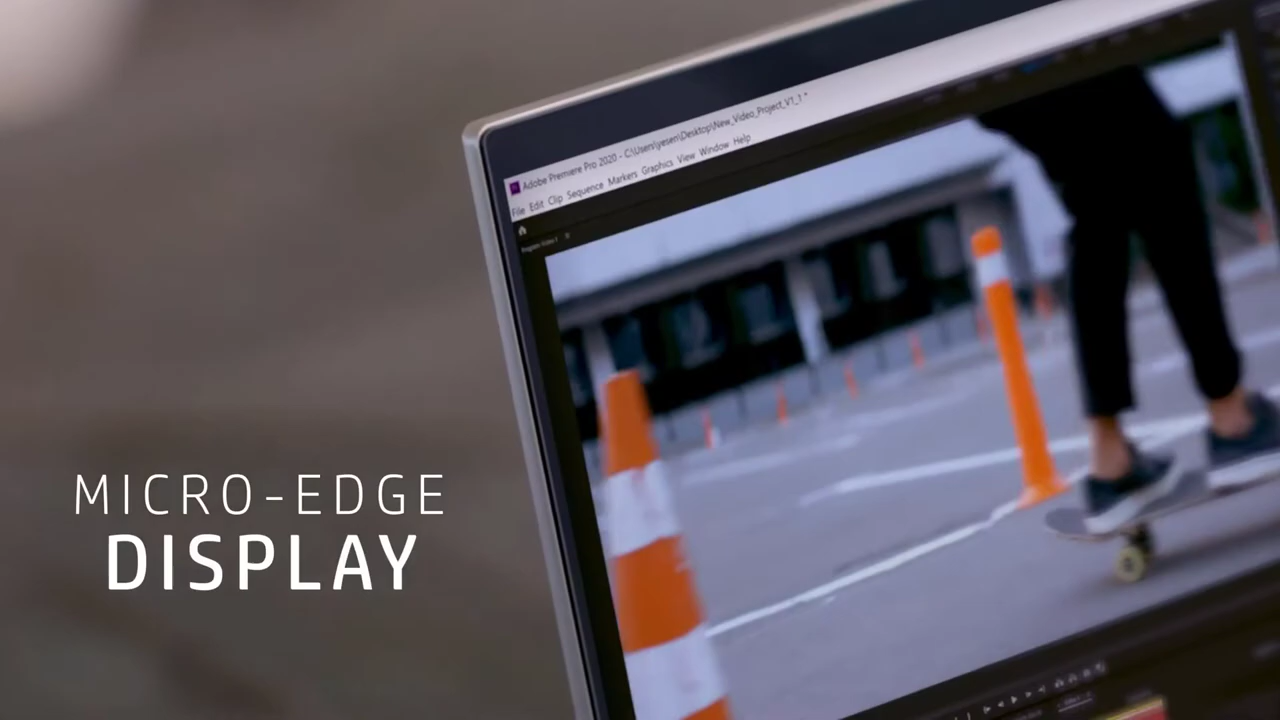 Adobe Premiere Pro 2020 - C:\Users\yesen\Desktop\New_Video_Project_V1_1 *
File Edit Clip Sequence Markers Graphics View Window Help
MICRO-EDGE
DISPLAY